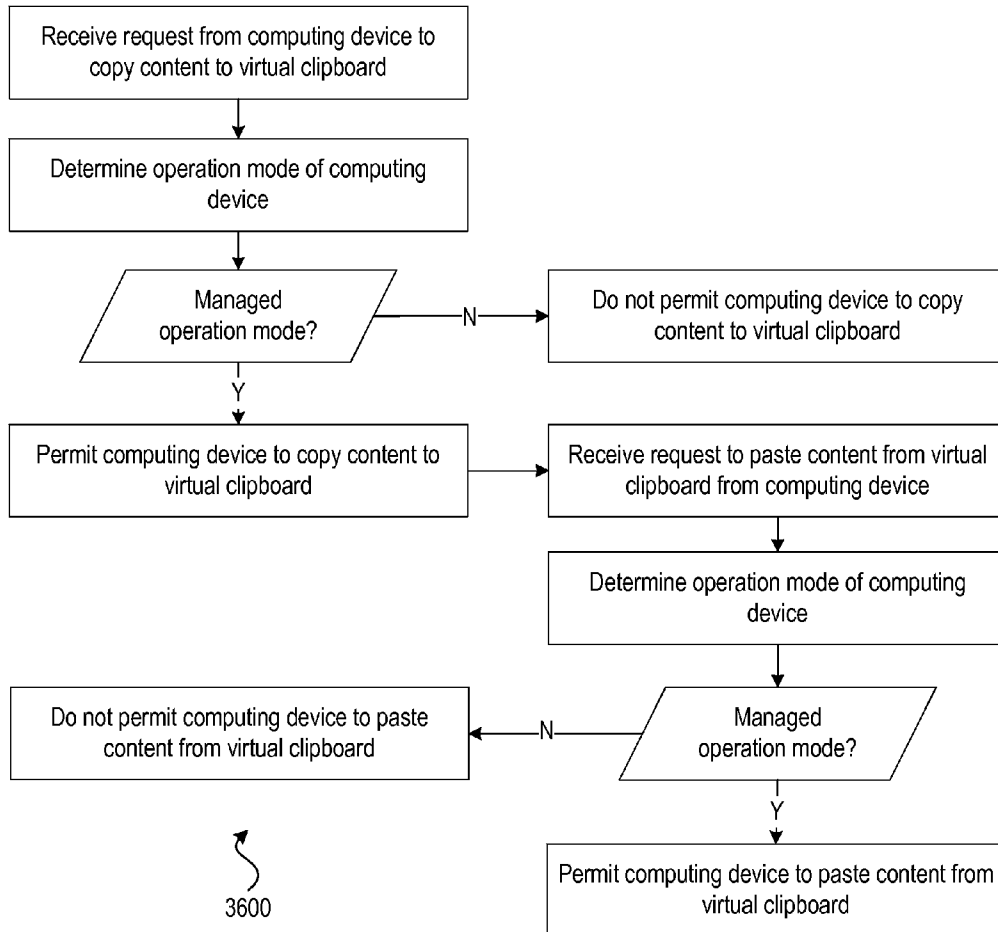 Receive request from computing device to
copy content to virtual clipboard
Determine operation mode of computing
device
Managed
operation mode?
N
Do not permit computing device to copy
content to virtual clipboard
Y
Permit computing device to copy content to
virtual clipboard
Receive request to paste content from virtual
clipboard from computing device
Determine operation mode of computing
device
Managed
operation mode?
N
Do not permit computing device to paste
content from virtual clipboard
Y
Permit computing device to paste content from
virtual clipboard
3600